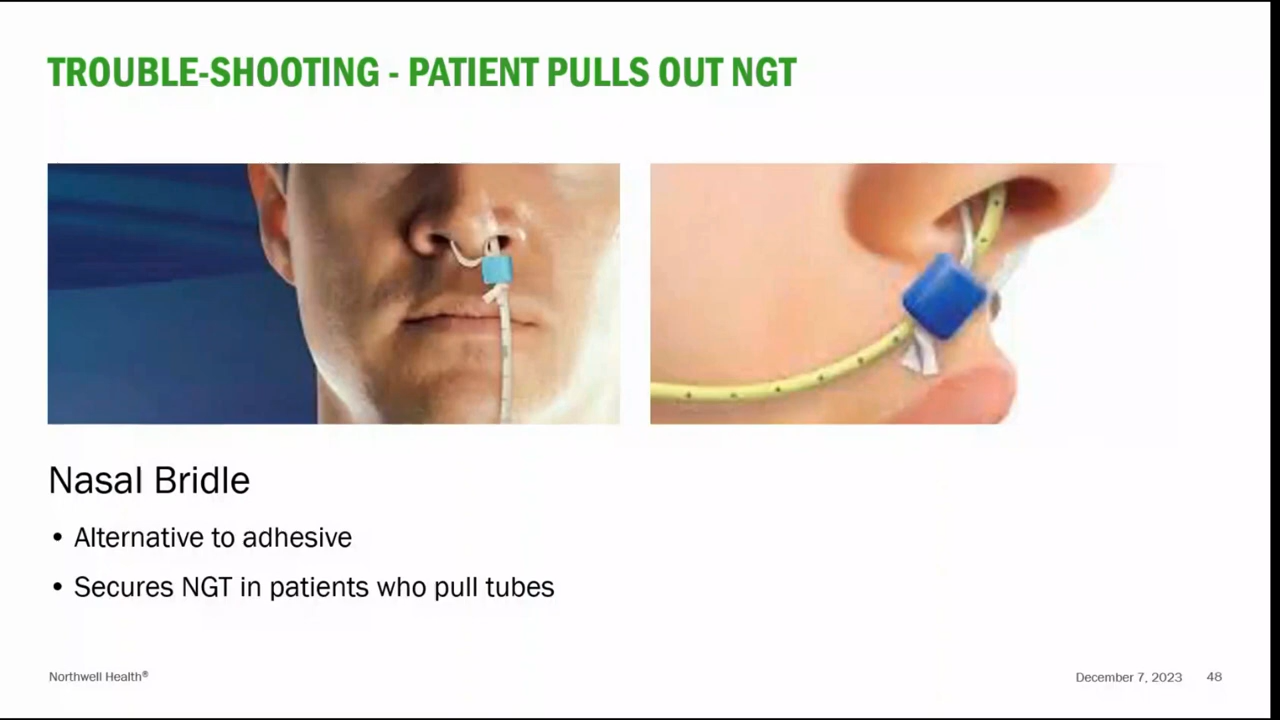 TROUBLE-SHOOTING - PATIENT PULLS OUT NGT
Nasal Bridle
• Alternative to adhesive
• Secures NGT in patients who pull tubes
Northwell Health®
December 7, 2023 48